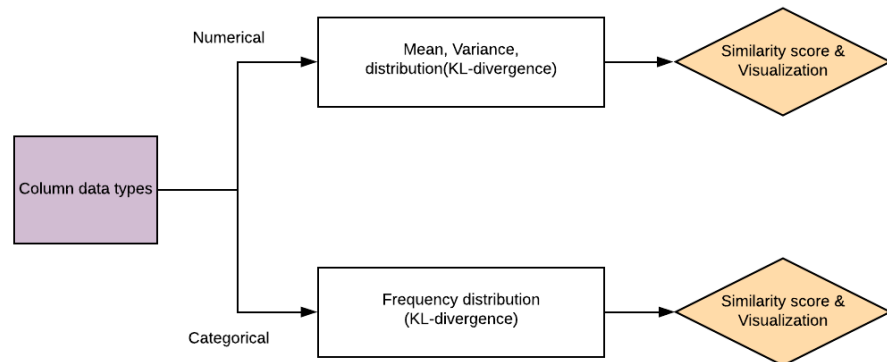 Numerical
Mean, Variance,
distribution(KL-divergence)
Similarity score &
Visualization
Column data types
Categorical
Frequency distribution
(KL-divergence)
Similarity score &
Visualization